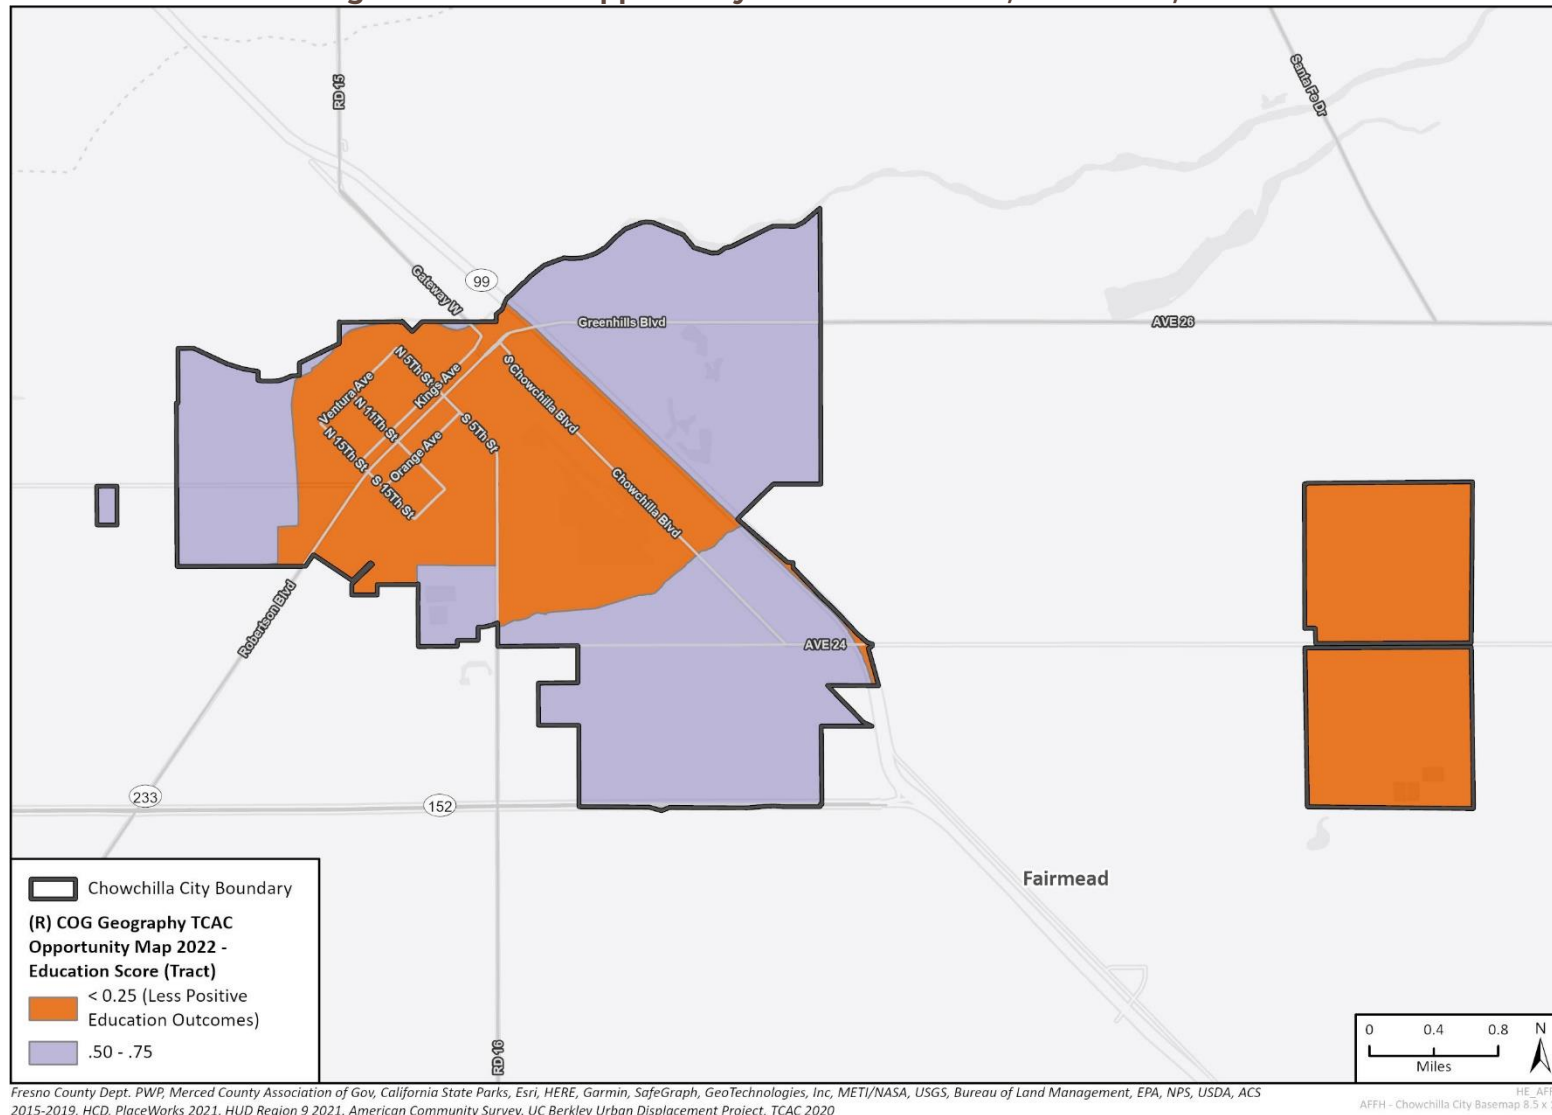 RD 15
Santa Fe Dr
Gateway W
99
Greenhills Blvd
AVE 26
N 5Th St
Kings Ave
S Chowchilla Blvd
Ventura Ave
N 11Th St
S 5Th St
N 15Th St
Orange Ave
S 15Th St
Chowchilla Blvd
Robertson Blvd
AVE 24
233
152
Fairmead
RD 16
Chowchilla City Boundary
(R) COG Geography TCAC
Opportunity Map 2022 -
Education Score (Tract)
< 0.25 (Less Positive
Education Outcomes)
.50 - .75
0 0.4 0.8 N
Miles
Fresno County Dept. PWP, Merced County Association of Gov, California State Parks, Esri, HERE, Garmin, SafeGraph, GeoTechnologies, Inc, METI/NASA, USGS, Bureau of Land Management, EPA, NPS, USDA, ACS
2015-2019, HCD, PlaceWorks 2021, HUD Region 9 2021, American Community Survey, UC Berkley Urban Displacement Project, TCAC 2020
HE_AFF
AFFH - Chowchilla City Basemap 8.5 x